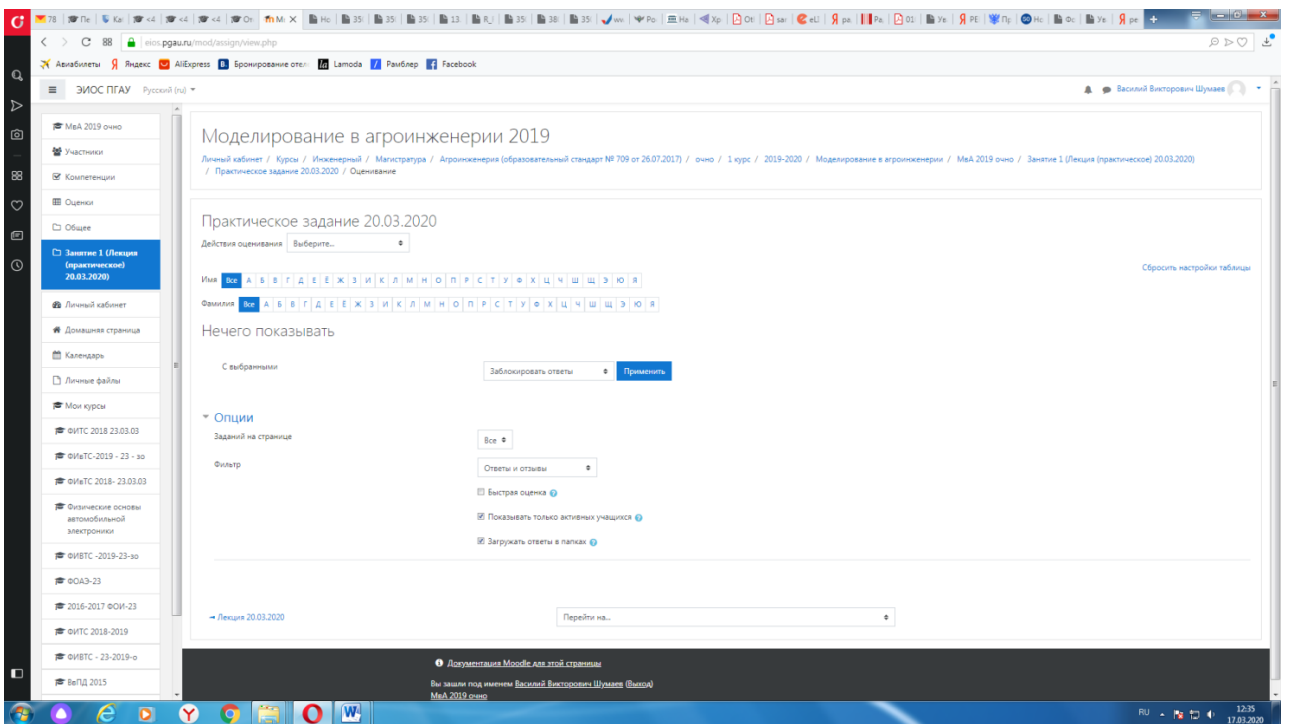 eios.pgau.ru/mod/assign/view.php
Авиабилеты Яндекс AliExpress Бронирование отел Lamoda Рамблер Facebook
ЭИОС ПГАУ Русский (ru)
Василий Викторович Шумаев
МвА 2019 очно
Участники
Компетенции
Оценки
Общее
Занятие 1 (Лекция (практическое) 20.03.2020)
Личный кабинет
Домашняя страница
Календарь
Личные файлы
Мои курсы
ФИТС 2018 23.03.03
ФИвТС-2019 - 23 - зо
ФИвТС 2018- 23.03.03
Физические основы автомобильной электроники
ФИВТС -2019-23-зо
ФОАЭ-23
2016-2017 ФОИ-23
ФИТС 2018-2019
ФИВТС - 23-2019-о
ВвПД 2015
Моделирование в агроинженерии 2019
Личный кабинет / Курсы / Инженерный / Магистратура / Агроинженерия (образовательный стандарт № 709 от 26.07.2017) / очно / 1 курс / 2019-2020 / Моделирование в агроинженерии / МвА 2019 очно / Занятие 1 (Лекция (практическое) 20.03.2020)
/ Практическое задание 20.03.2020 / Оценивание
Практическое задание 20.03.2020
Действия оценивания Выберите...
Сбросить настройки таблицы
Имя Все А Б В Г Д Е Ё Ж З И К Л М Н О П Р С Т У Ф Х Ц Ч Ш Щ Э Ю Я
Фамилия Все А Б В Г Д Е Ё Ж З И К Л М Н О П Р С Т У Ф Х Ц Ч Ш Щ Э Ю Я
Нечего показывать
С выбранными Заблокировать ответы Применить
Опции
Заданий на странице Все
Фильтр Ответы и отзывы
Быстрая оценка
Показывать только активных учащихся
Загружать ответы в папках
Лекция 20.03.2020 Перейти на...
Документация Moodle для этой страницы
Вы зашли под именем Василий Викторович Шумаев (Выход)
МвА 2019 очно
RU 12:35
17.03.2020